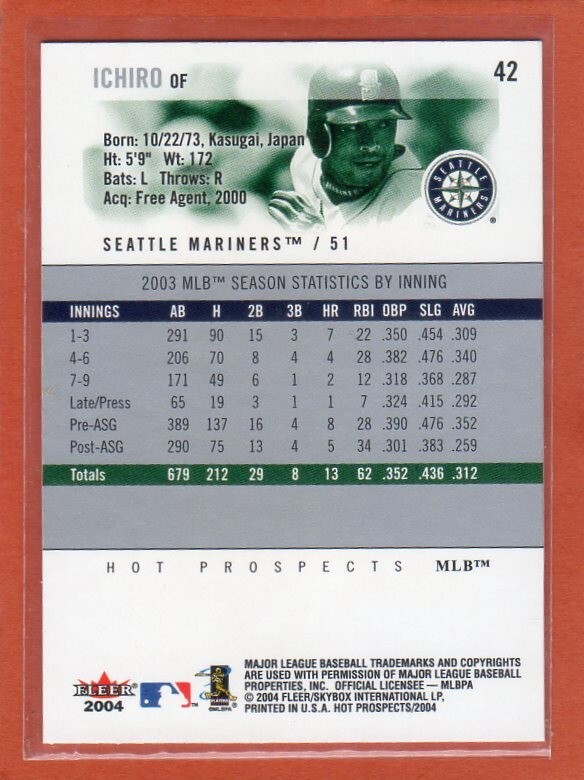 ICHIRO OF
42
Born: 10/22/73, Kasugai, Japan
Ht: 5'9" Wt: 172
Bats: L Throws: R
Acq: Free Agent, 2000
SEATTLE
MARINERS
SEATTLE MARINERS™ / 51
2003 MLB™ SEASON STATISTICS BY INNING
INNINGS AB H 2B 3B HR RBI OBP SLG AVG
1-3 291 90 15 3 7 22 .350 .454 .309
4-6 206 70 8 4 4 28 .382 .476 .340
7-9 171 49 6 1 2 12 .318 .368 .287
Late/Press 65 19 3 1 1 7 .324 .415 .292
Pre-ASG 389 137 16 4 8 28 .390 .476 .352
Post-ASG 290 75 13 4 5 34 .301 .383 .259
Totals 679 212 29 8 13 62 .352 .436 .312
HOT PROSPECTS MLB™
MAJOR LEAGUE BASEBALL TRADEMARKS AND COPYRIGHTS
ARE USED WITH PERMISSION OF MAJOR LEAGUE BASEBALL
PROPERTIES, INC. OFFICIAL LICENSEE – MLBPA
© 2004 FLEER/SKYBOX INTERNATIONAL LP,
PRINTED IN U.S.A. HOT PROSPECTS/2004
FLEER
2004
©MLBPA